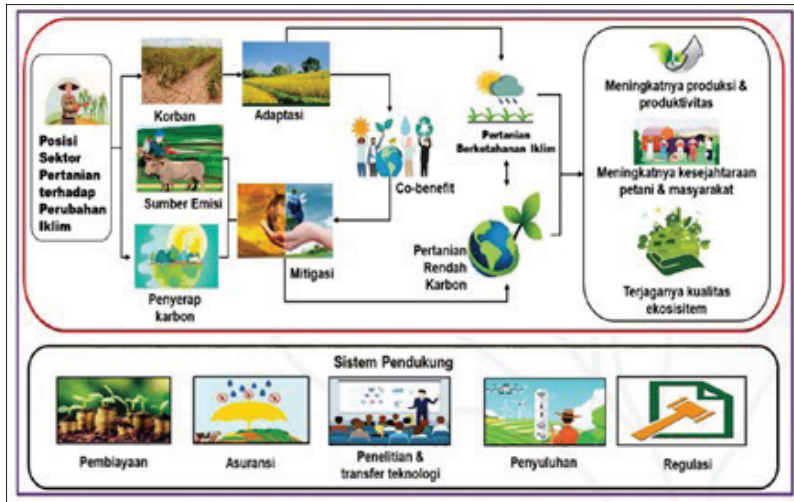 Posisi
Sektor
Pertanian
terhadap
Perubahan
Iklim
Korban
Adaptasi
Sumber Emisi
Penyerap
karbon
Mitigasi
Co-benefit
Pertanian
Berketahanan Iklim
Pertanian
Rendah
Karbon
Meningkatnya produksi &
produktivitas
Meningkatnya kesejahtaraan
petani & masyarakat
Terjaganya kualitas
ekosisitem
Sistem Pendukung
Pembiayaan
Asuransi
Penelitian &
transfer teknologi
Penyuluhan
Regulasi